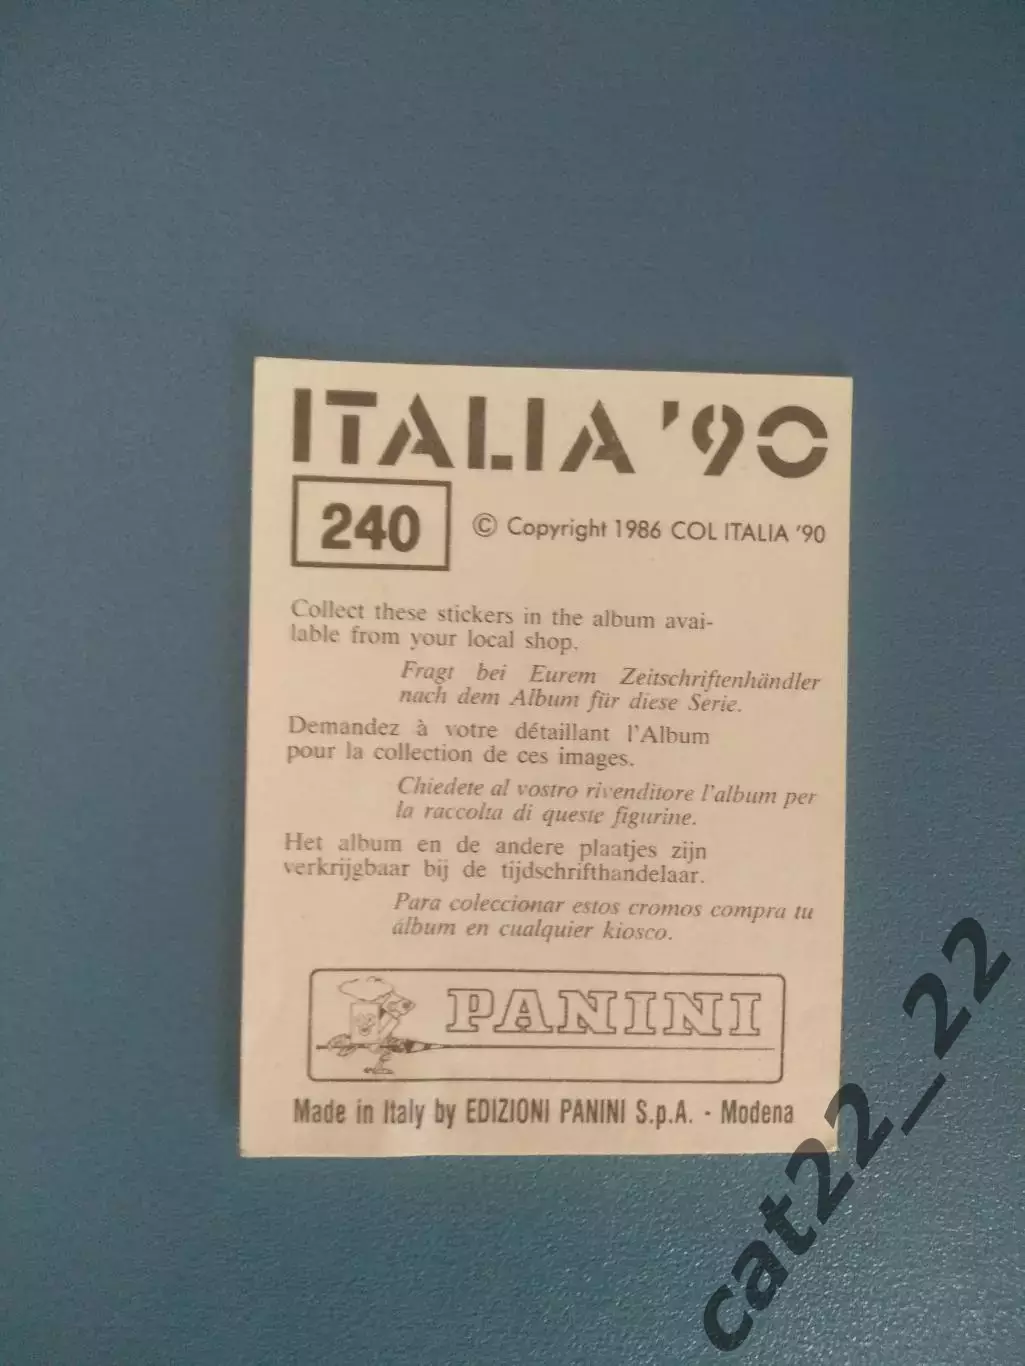 ITALIA '90
240
© Copyright 1986 COL ITALIA '90
Collect these stickers in the album avai-
lable from your local shop.
Fragt bei Eurem Zeitschriftenhändler
nach dem Album für diese Serie.
Demandez à votre détaillant l'Album
pour la collection de ces images.
Chiedete al vostro rivenditore l'album per
la raccolta di queste figurine.
Het album en de andere plaatjes zijn
verkrijgbaar bij de tijdschrifthandelaar.
Para coleccionar estos cromos compra tu
álbum en cualquier kiosco.
PANINI
Made in Italy by EDIZIONI PANINI S.p.A. - Modena
cat22_22